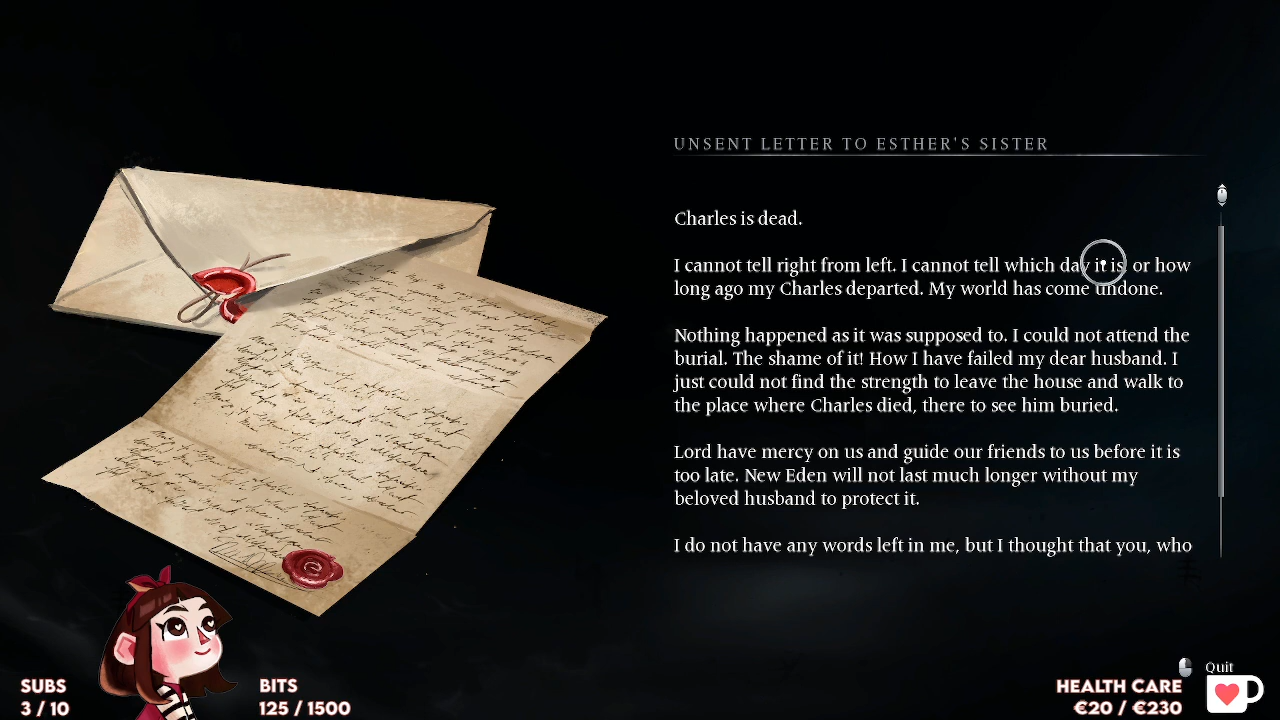 UNSENT LETTER TO ESTHER'S SISTER
Charles is dead.
I cannot tell right from left. I cannot tell which day it is, or how
long ago my Charles departed. My world has come undone.
Nothing happened as it was supposed to. I could not attend the
burial. The shame of it! How I have failed my dear husband. I
just could not find the strength to leave the house and walk to
the place where Charles died, there to see him buried.
Lord have mercy on us and guide our friends to us before it is
too late. New Eden will not last much longer without my
beloved husband to protect it.
I do not have any words left in me, but I thought that you, who
Quit
SUBS
3 / 10
BITS
125 / 1500
HEALTH CARE
€20 / €230